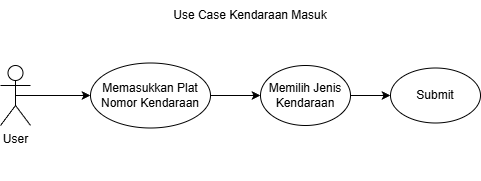 Use Case Kendaraan Masuk
Memasukkan Plat
Nomor Kendaraan
Memilih Jenis
Kendaraan
Submit
User